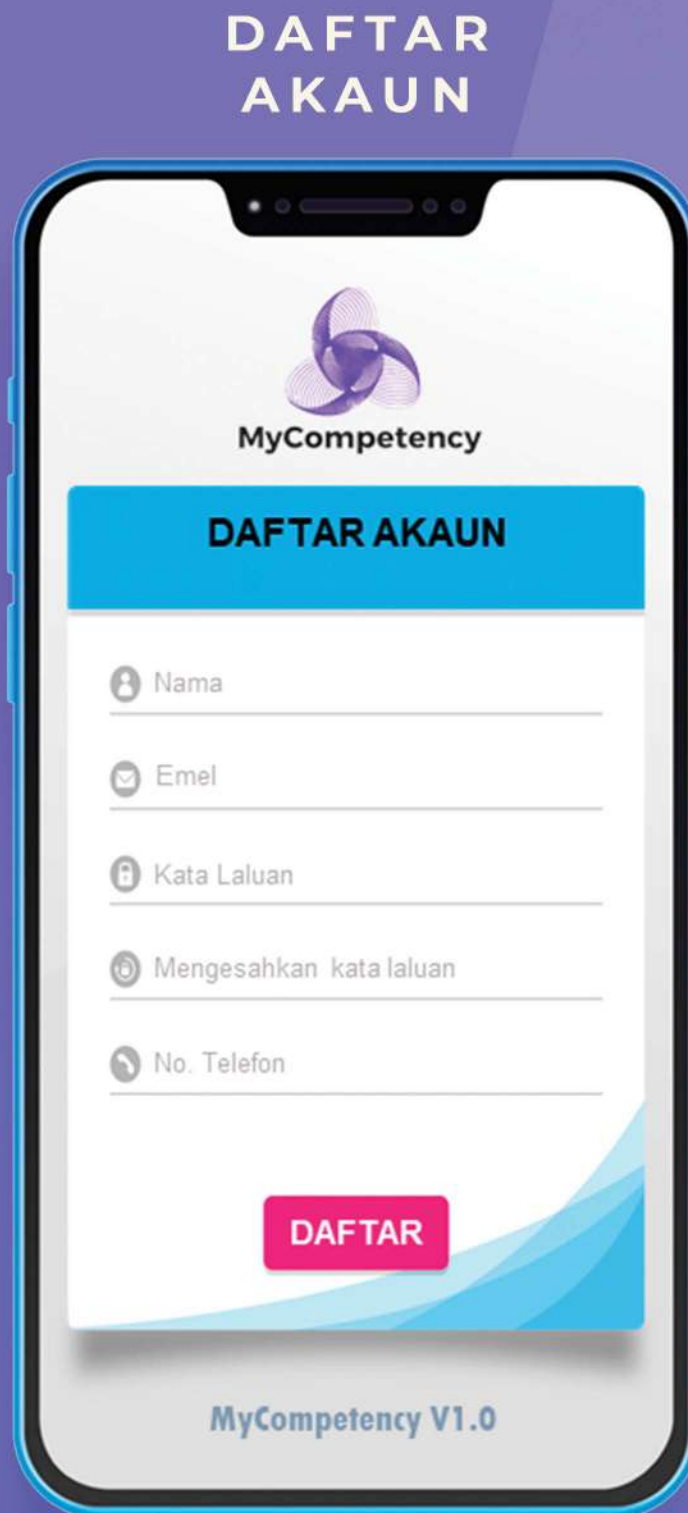 DAFTAR
AKAUN
MyCompetency
DAFTAR AKAUN
Nama
Emel
Kata Laluan
Mengesahkan kata laluan
No. Telefon
DAFTAR
MyCompetency V1.0